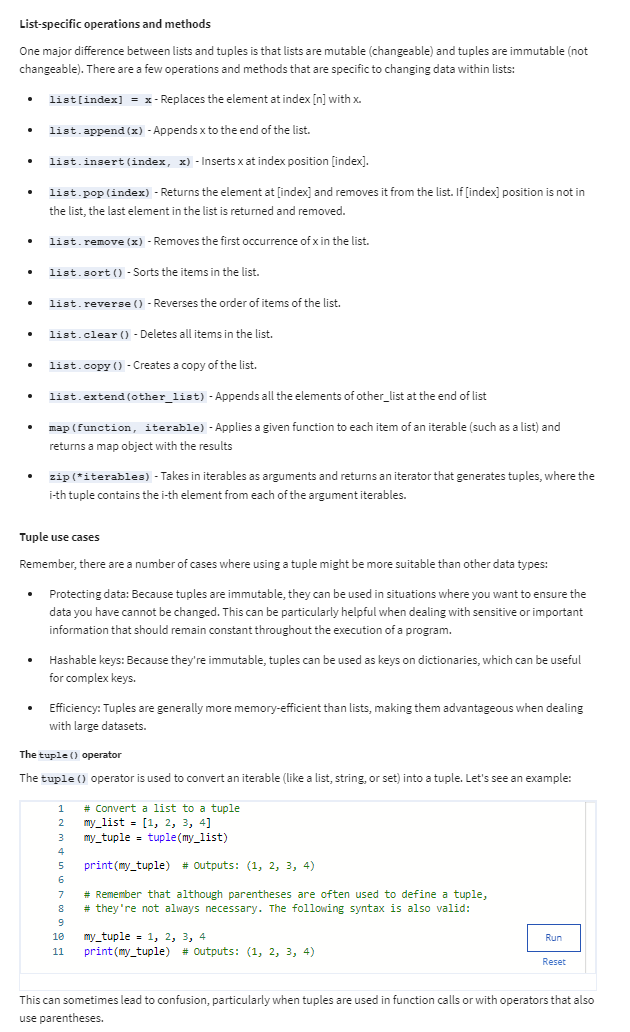 List-specific operations and methods
One major difference between lists and tuples is that lists are mutable (changeable) and tuples are immutable (not
changeable). There are a few operations and methods that are specific to changing data within lists:
• list[index] = x - Replaces the element at index [n] with x.
• list.append(x) - Appends x to the end of the list.
• list.insert(index, x) - Inserts x at index position [index].
• list.pop(index) - Returns the element at [index] and removes it from the list. If [index] position is not in
the list, the last element in the list is returned and removed.
• list.remove(x) - Removes the first occurrence of x in the list.
• list.sort() - Sorts the items in the list.
• list.reverse() - Reverses the order of items of the list.
• list.clear() - Deletes all items in the list.
• list.copy() - Creates a copy of the list.
• list.extend(other_list) - Appends all the elements of other_list at the end of list
• map(function, iterable) - Applies a given function to each item of an iterable (such as a list) and
returns a map object with the results
• zip(*iterables) - Takes in iterables as arguments and returns an iterator that generates tuples, where the
i-th tuple contains the i-th element from each of the argument iterables.
Tuple use cases
Remember, there are a number of cases where using a tuple might be more suitable than other data types:
• Protecting data: Because tuples are immutable, they can be used in situations where you want to ensure the
data you have cannot be changed. This can be particularly helpful when dealing with sensitive or important
information that should remain constant throughout the execution of a program.
• Hashable keys: Because they're immutable, tuples can be used as keys on dictionaries, which can be useful
for complex keys.
• Efficiency: Tuples are generally more memory-efficient than lists, making them advantageous when dealing
with large datasets.
The tuple() operator
The tuple() operator is used to convert an iterable (like a list, string, or set) into a tuple. Let's see an example:
1 # Convert a list to a tuple
2 my_list = [1, 2, 3, 4]
3 my_tuple = tuple(my_list)
4
5 print(my_tuple) # Outputs: (1, 2, 3, 4)
6
7 # Remember that although parentheses are often used to define a tuple,
8 # they're not always necessary. The following syntax is also valid:
9
10 my_tuple = 1, 2, 3, 4
11 print(my_tuple) # Outputs: (1, 2, 3, 4)
Run
Reset
This can sometimes lead to confusion, particularly when tuples are used in function calls or with operators that also
use parentheses.